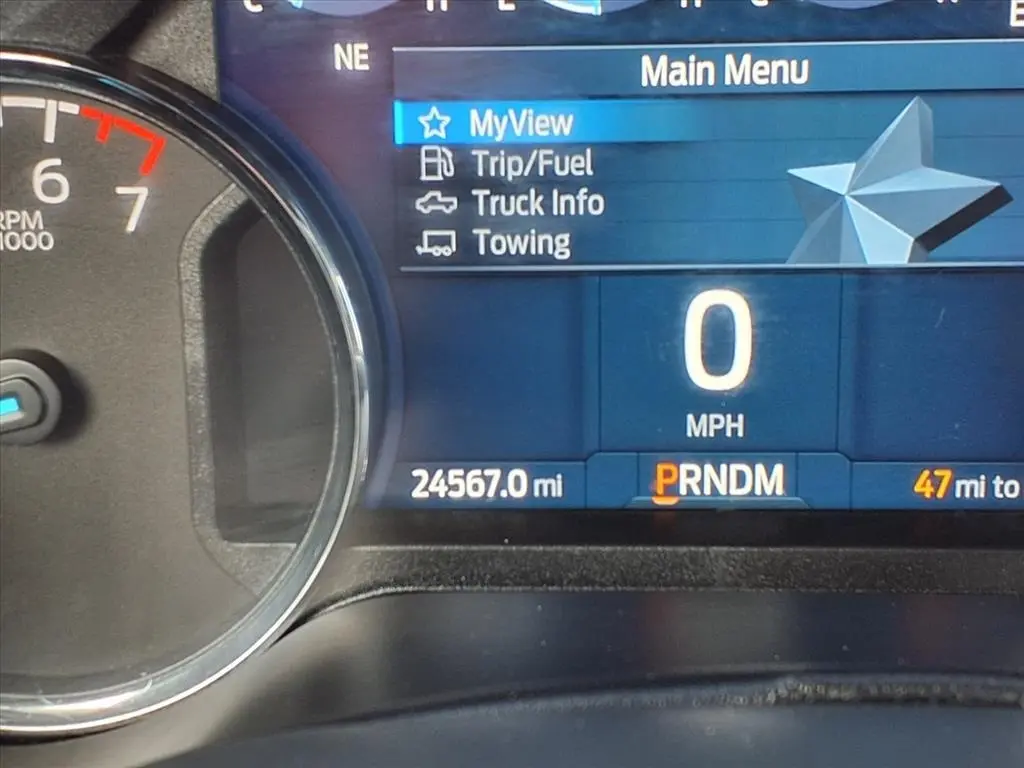 NE
Main Menu
MyView
Trip/Fuel
Truck Info
Towing
6
7
RPM
1000
0
MPH
24567.0 mi
PRNDM
47 mi to